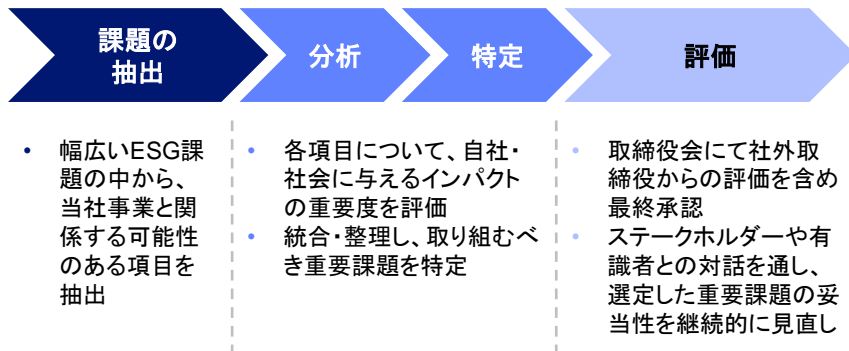 課題の
抽出
分析
特定
評価
• 幅広いESG課
題の中から、
当社事業と関
係する可能性
のある項目を
抽出
• 各項目について、自社・
社会に与えるインパクト
の重要度を評価
• 統合・整理し、取り組むべ
き重要課題を特定
• 取締役会にて社外取
締役からの評価を含め
最終承認
• ステークホルダーや有
識者との対話を通し、
選定した重要課題の妥
当性を継続的に見直し